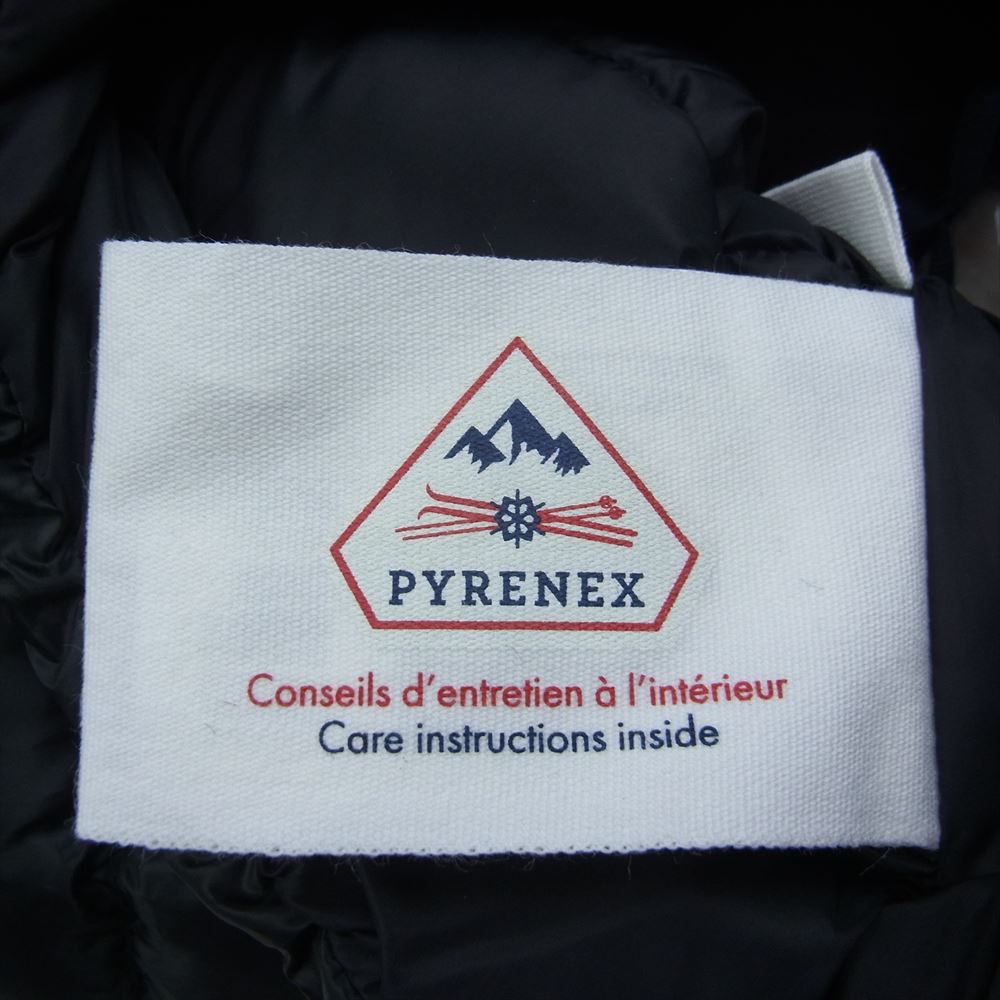 PYRENEX
Conseils d'entretien à l'intérieur
Care instructions inside